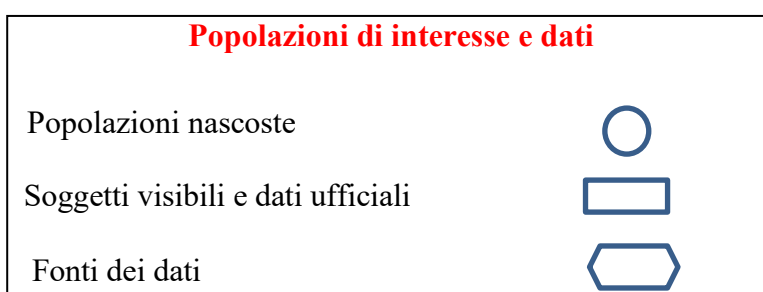 Popolazioni di interesse e dati
Popolazioni nascoste
Soggetti visibili e dati ufficiali
Fonti dei dati